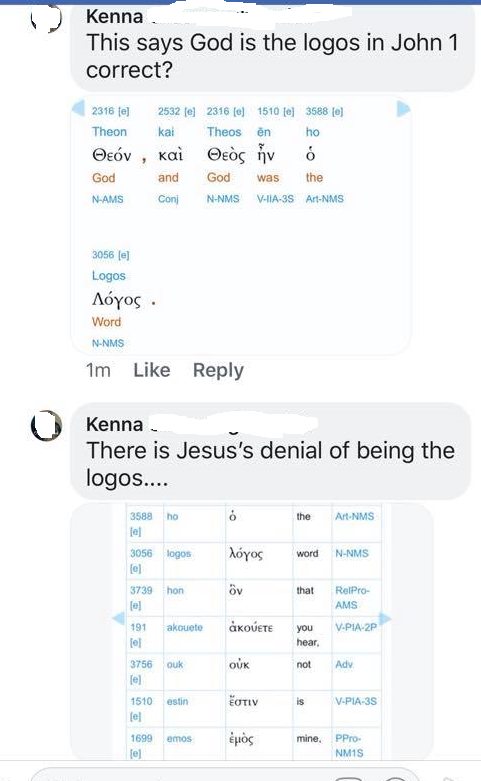 Kenna
This says God is the logos in John 1
correct?
2316 [e] 2532 [e] 2316 [e] 1510 [e] 3588 [e]
Theon kai Theos ēn ho
Θεόν , καὶ Θεὸς ἦν ὁ
God and God was the
N-AMS Conj N-NMS V-IIA-3S Art-NMS
3056 [e]
Logos
Λόγος .
Word
N-NMS
1m Like Reply
Kenna
There is Jesus’s denial of being the
logos....
3588 ho ὁ the Art-NMS
[e]
3056 logos λόγος word N-NMS
[e]
3739 hon ὃν that RelPro-
[e] AMS
191 akouete ἀκούετε you V-PIA-2P
[e] hear,
3756 ouk οὐκ not Adv
[e]
1510 estin ἔστιν is V-PIA-3S
[e]
1699 emos ἐμὸς mine, PPro-
[e] NM1S